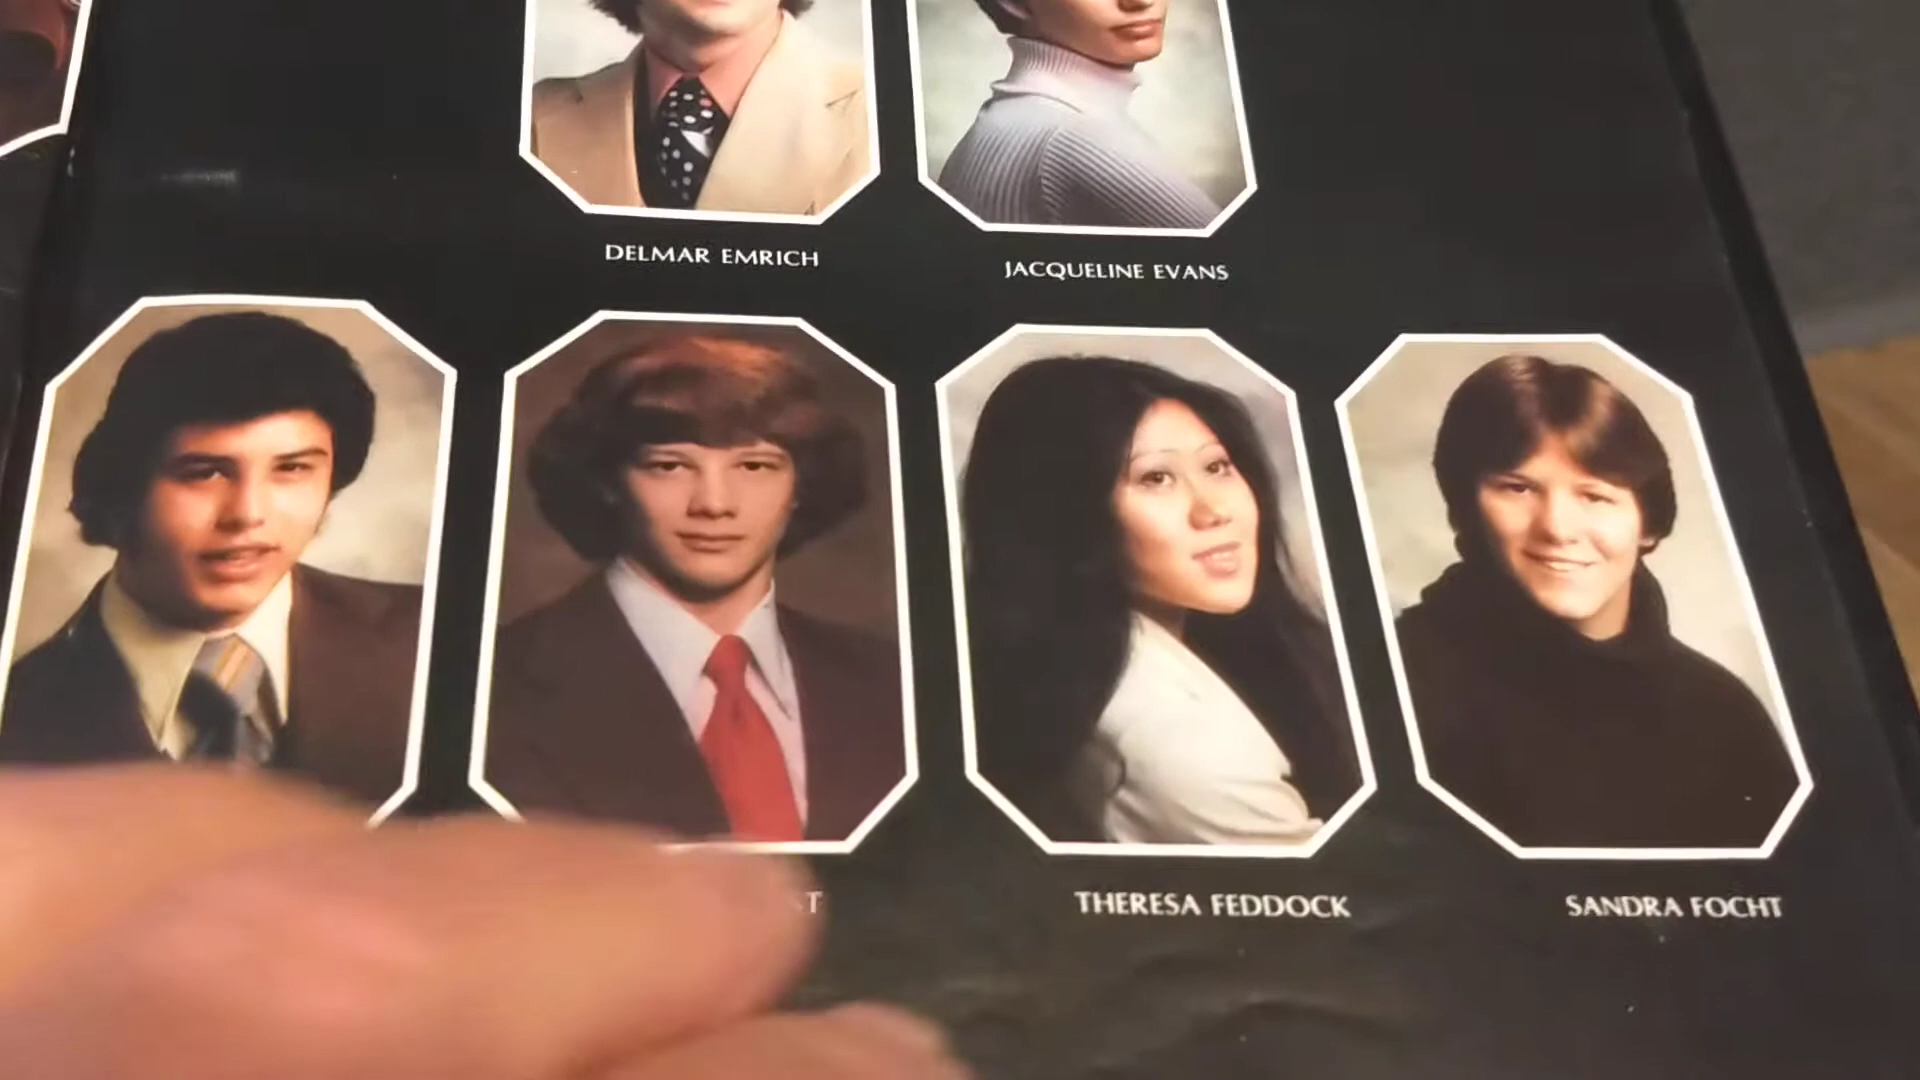 DELMAR EMRICH
JACQUELINE EVANS
THERESA FEDDOCK
SANDRA FOCHT